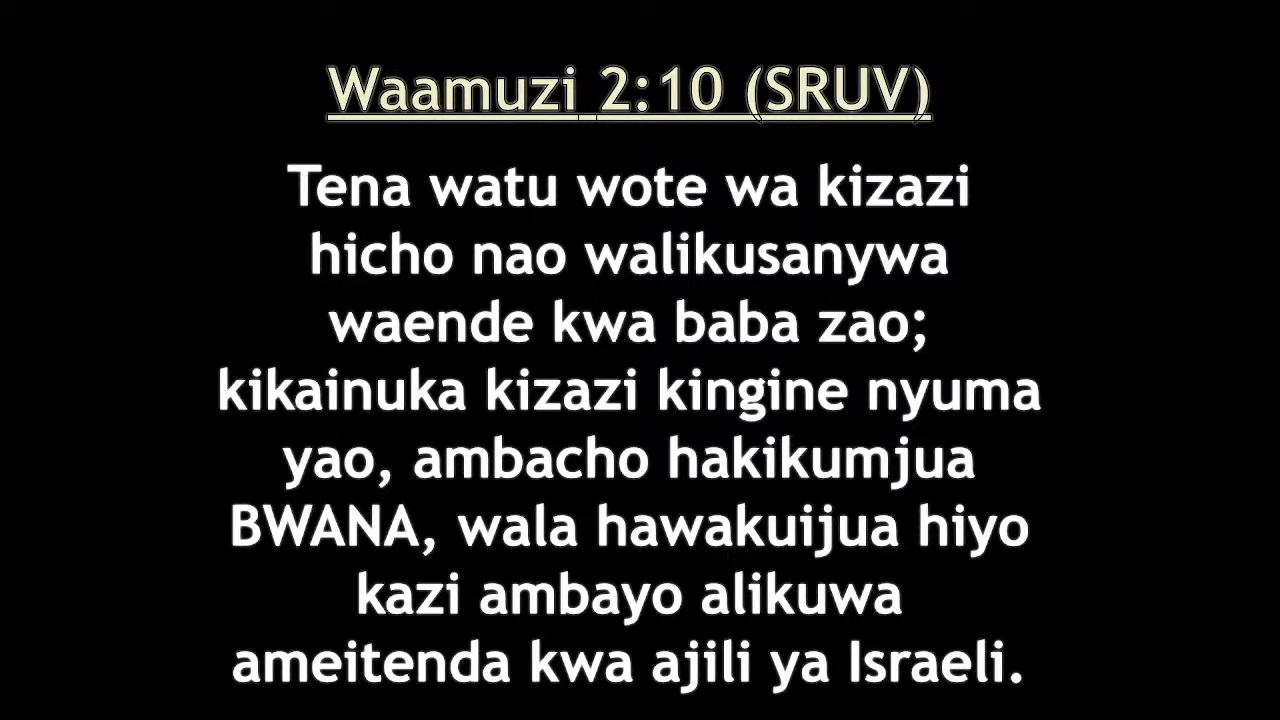 Waamuzi 2:10 (SRUV)
Tena watu wote wa kizazi
hicho nao walikusanywa
waende kwa baba zao;
kikainuka kizazi kingine nyuma
yao, ambacho hakikumjua
BWANA, wala hawakuijua hiyo
kazi ambayo alikuwa
ameitenda kwa ajili ya Israeli.